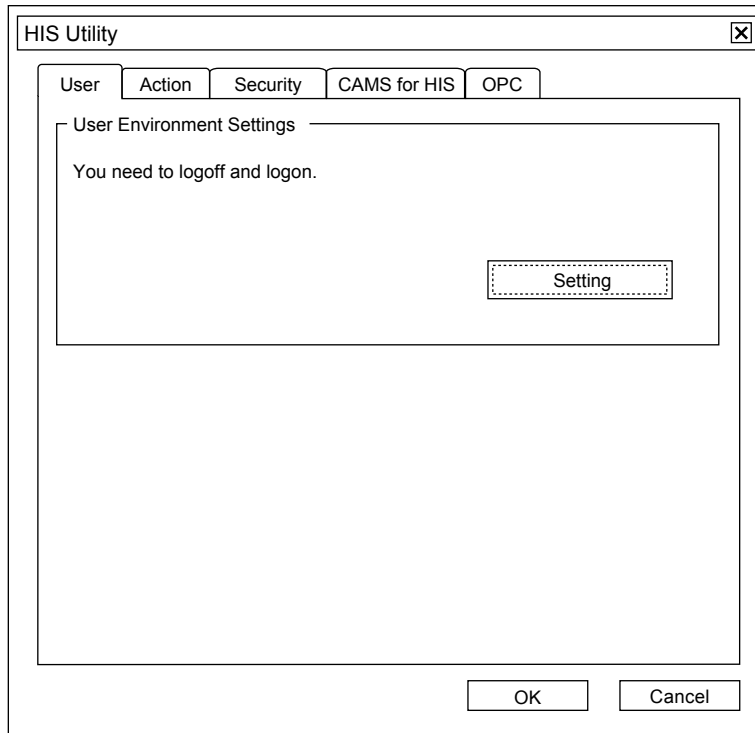 HIS Utility
User Action Security CAMS for HIS OPC
User Environment Settings
You need to logoff and logon.
Setting
OK Cancel